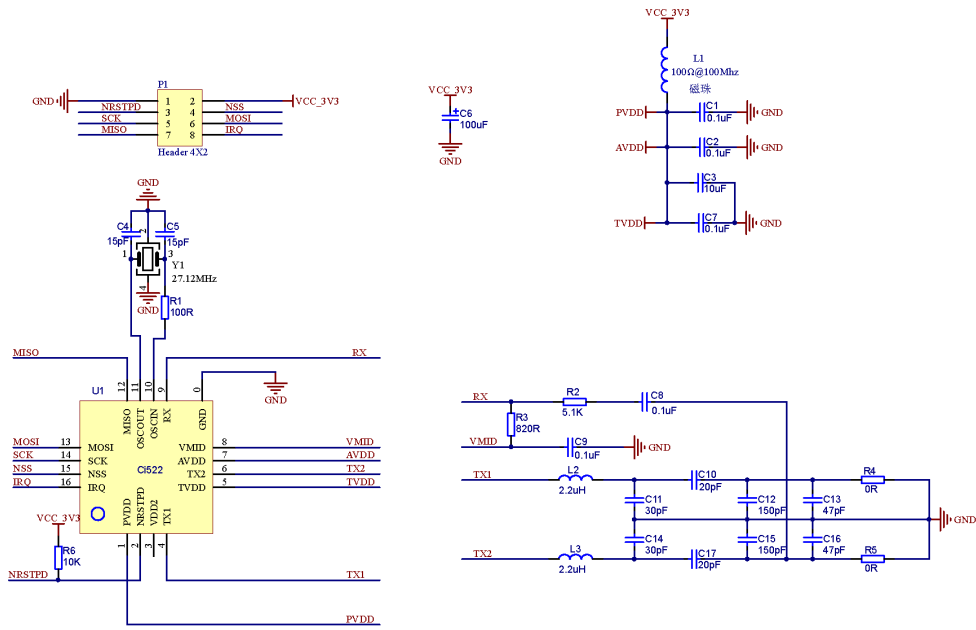 P1
GND
1
2
VCC_3V3
NRSTPD
3
4
NSS
SCK
5
6
MOSI
MISO
7
8
IRQ
Header 4X2
VCC_3V3
C6
100uF
GND
VCC_3V3
L1
100Ω@100Mhz
磁珠
PVDD
C1
0.1uF
GND
AVDD
C2
0.1uF
GND
C3
10uF
TVDD
C7
0.1uF
GND
GND
C4
15pF
2
C5
15pF
1
3
Y1
27.12MHz
4
GND
R1
100R
MISO
RX
12
11
10
9
0
GND
U1
MISO
OSCOUT
OSCIN
RX
GND
MOSI
13
MOSI
VMID
8
VMID
SCK
14
SCK
AVDD
7
AVDD
NSS
15
NSS
Ci522
TX2
6
TX2
IRQ
16
IRQ
TVDD
5
TVDD
PVDD
NRSTPD
VDD2
TX1
1
2
3
4
VCC_3V3
R6
10K
NRSTPD
TX1
PVDD
RX
R2
5.1K
C8
0.1uF
R3
820R
VMID
C9
0.1uF
GND
TX1
L2
2.2uH
C10
20pF
R4
0R
C11
30pF
C12
150pF
C13
47pF
GND
C14
30pF
C15
150pF
C16
47pF
TX2
L3
2.2uH
C17
20pF
R5
0R